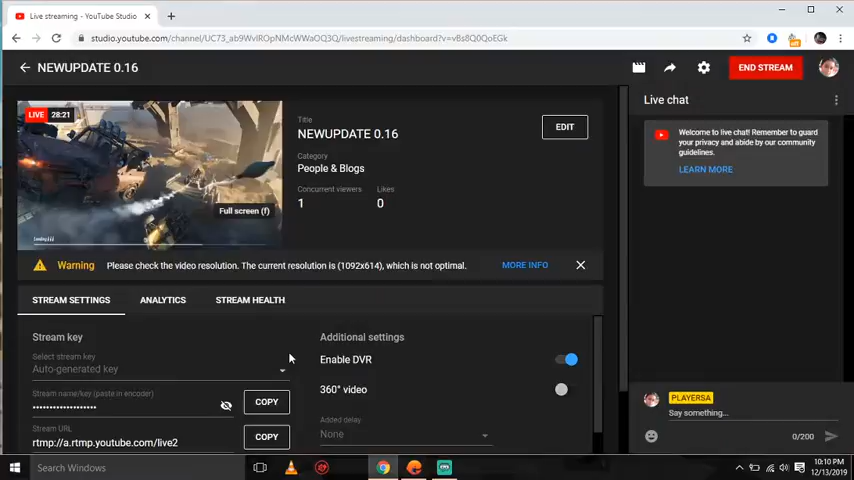 Live streaming - YouTube Studio
studio.youtube.com/channel/UC73_ab9WvIROpNMcWWaOQ3Q/livestreaming/dashboard?v=vBs8Q0QoEGk
NEWUPDATE 0.16
END STREAM
LIVE 28:21
Full screen (f)
Title
NEWUPDATE 0.16
EDIT
Category
People & Blogs
Concurrent viewers Likes
1 0
Warning Please check the video resolution. The current resolution is (1092x614), which is not optimal. MORE INFO
STREAM SETTINGS ANALYTICS STREAM HEALTH
Stream key
Select stream key
Auto-generated key
Stream name/key (paste in encoder)
••••••••••••••••••• COPY
Stream URL
rtmp://a.rtmp.youtube.com/live2 COPY
Additional settings
Enable DVR
360° video
Added delay
None
Live chat
Welcome to live chat! Remember to guard
your privacy and abide by our community
guidelines.
LEARN MORE
PLAYERSA
Say something...
0/200
Search Windows
10:10 PM
12/13/2019